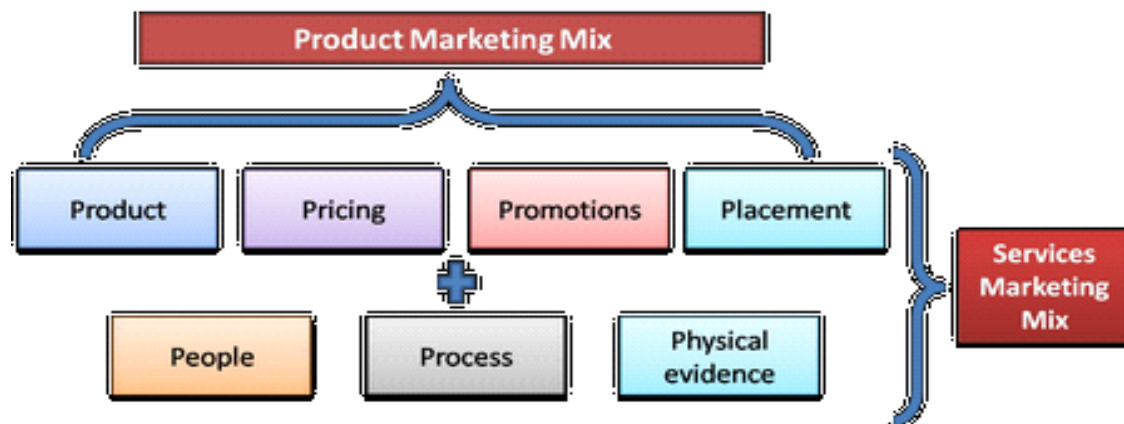 Product Marketing Mix
Product
Pricing
Promotions
Placement
Services
Marketing
Mix
People
Process
Physical
evidence